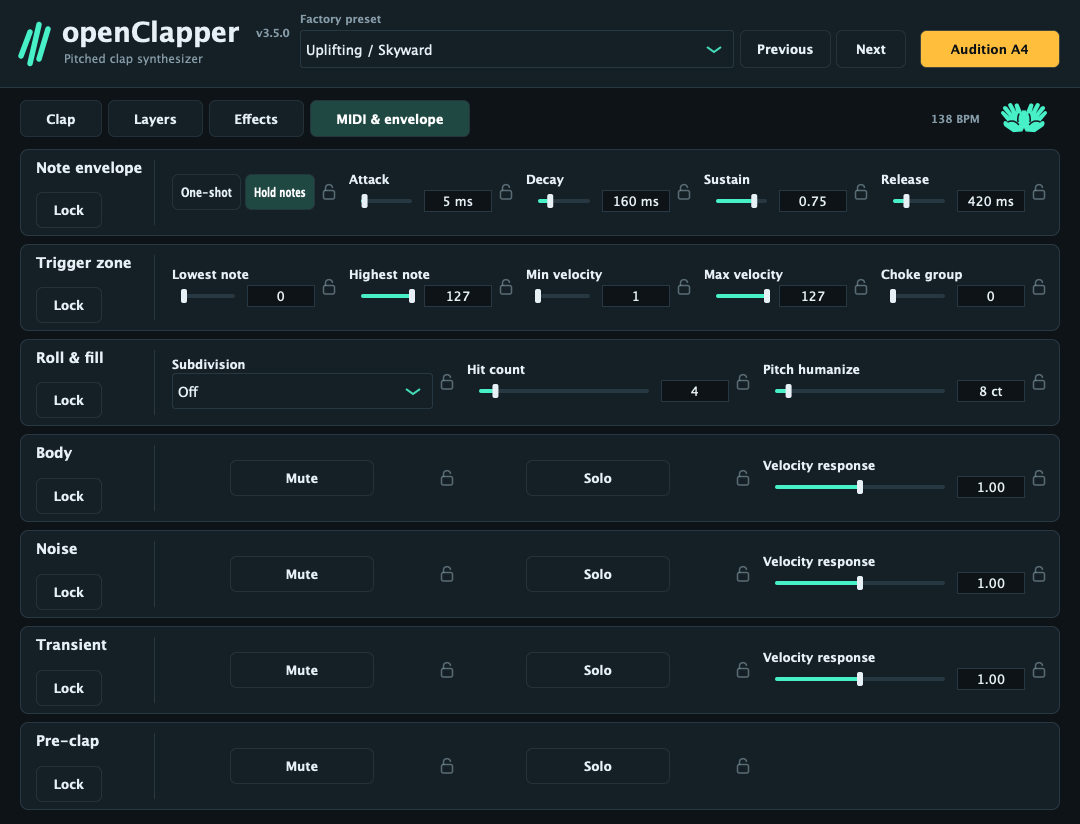 openClapper v3.5.0
Pitched clap synthesizer
Factory preset
Uplifting / Skyward
Previous
Next
Audition A4
Clap
Layers
Effects
MIDI & envelope
138 BPM
Note envelope
Lock
One-shot
Hold notes
Attack
5 ms
Decay
160 ms
Sustain
0.75
Release
420 ms
Trigger zone
Lock
Lowest note
0
Highest note
127
Min velocity
1
Max velocity
127
Choke group
0
Roll & fill
Lock
Subdivision
Off
Hit count
4
Pitch humanize
8 ct
Body
Lock
Mute
Solo
Velocity response
1.00
Noise
Lock
Mute
Solo
Velocity response
1.00
Transient
Lock
Mute
Solo
Velocity response
1.00
Pre-clap
Lock
Mute
Solo